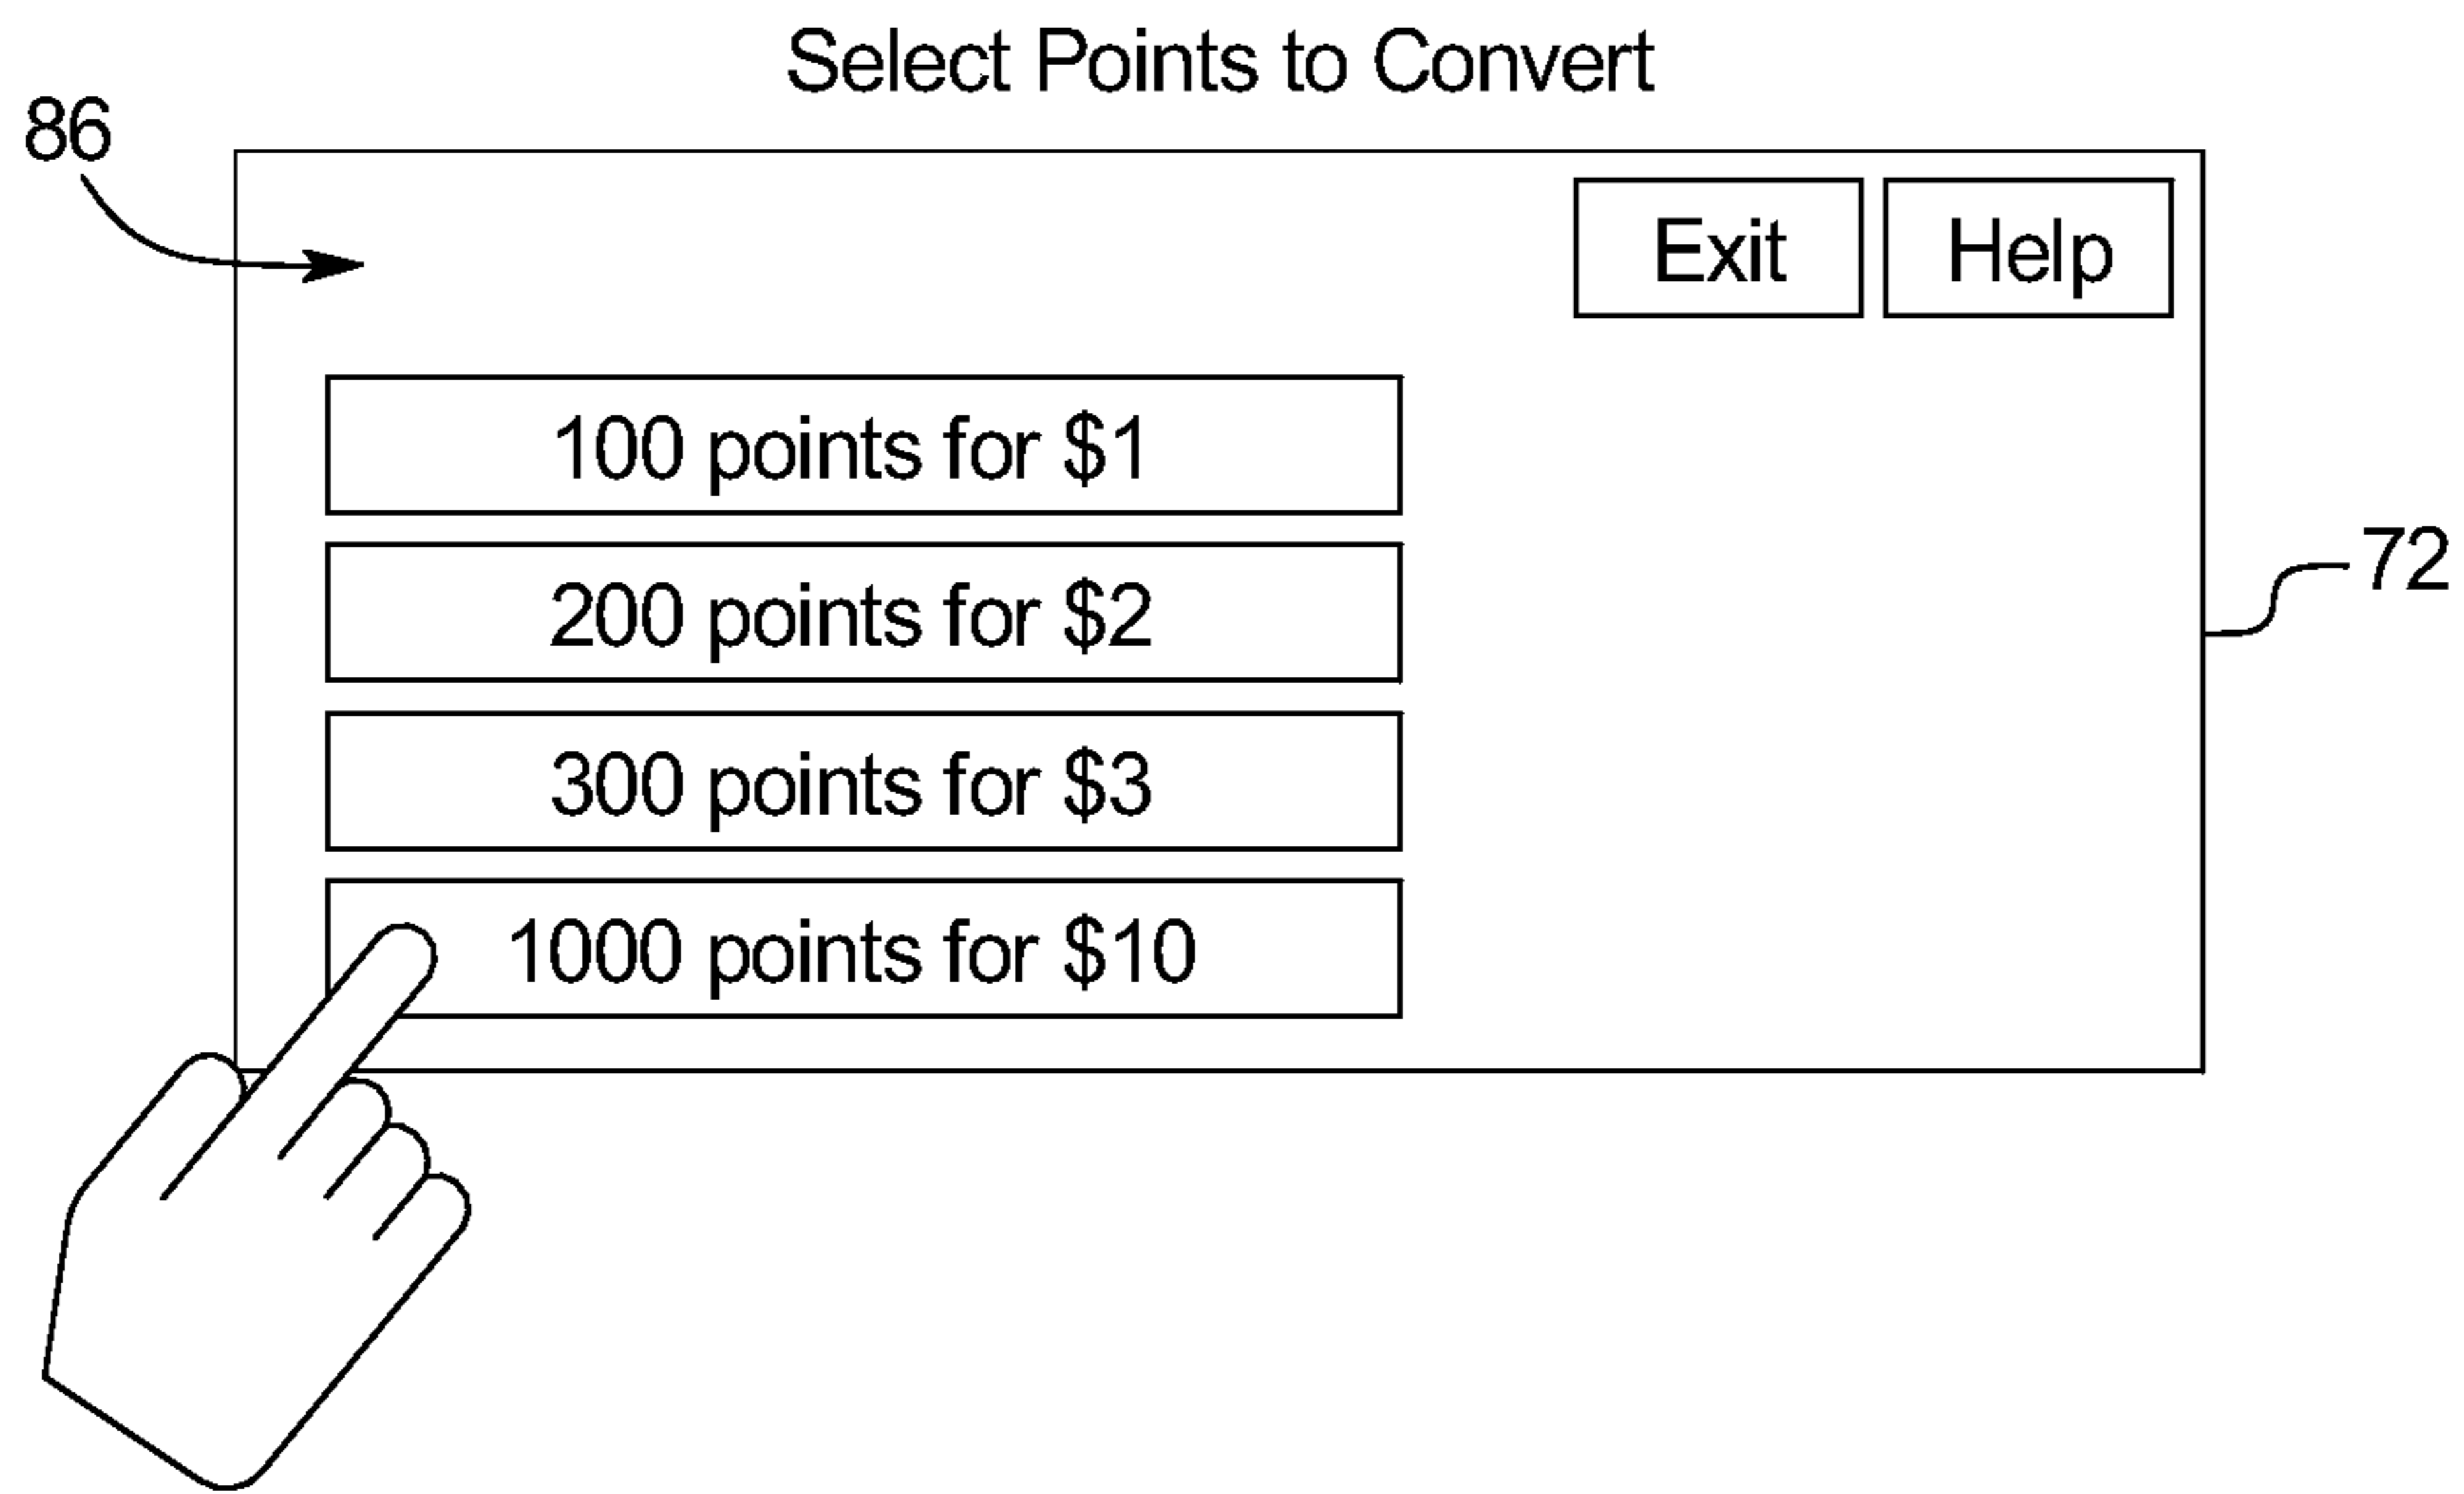 Select Points to Convert
86
Exit
Help
100 points for $1
200 points for $2
72
300 points for $3
1000 points for $10